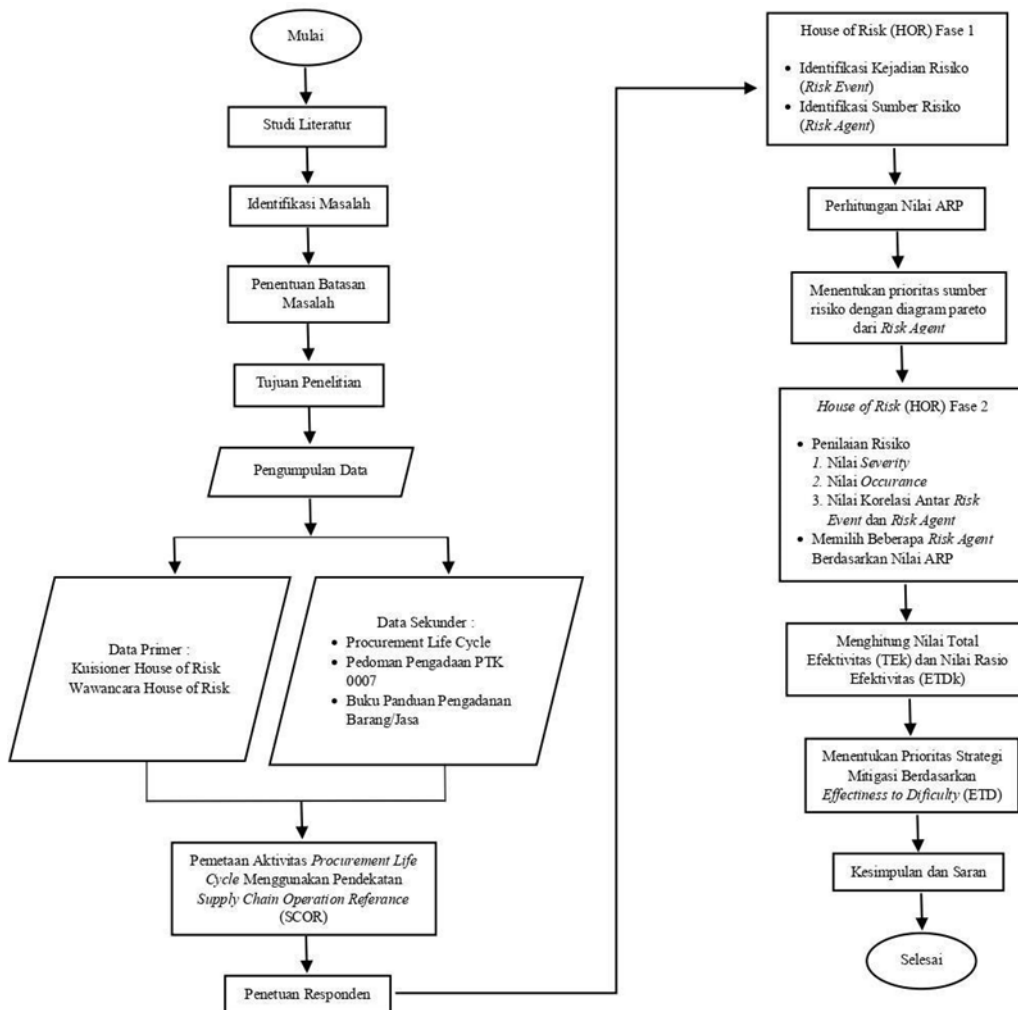 Mulai
Studi Literatur
Identifikasi Masalah
Penentuan Batasan
Masalah
Tujuan Penelitian
Pengumpulan Data
Data Primer :
Kuisioner House of Risk
Wawancara House of Risk
Data Sekunder :
• Procurement Life Cycle
• Pedoman Pengadaan PTK
0007
• Buku Panduan Pengadanan
Barang/Jasa
Pemetaan Aktivitas Procurement Life
Cycle Menggunakan Pendekatan
Supply Chain Operation Referance
(SCOR)
Penetuan Responden
House of Risk (HOR) Fase 1
• Identifikasi Kejadian Risiko
(Risk Event)
• Identifikasi Sumber Risiko
(Risk Agent)
Perhitungan Nilai ARP
Menentukan prioritas sumber
risiko dengan diagram pareto
dari Risk Agent
House of Risk (HOR) Fase 2
• Penilaian Risiko
1. Nilai Severity
2. Nilai Occurance
3. Nilai Korelasi Antar Risk
Event dan Risk Agent
• Memilih Beberapa Risk Agent
Berdasarkan Nilai ARP
Menghitung Nilai Total
Efektivitas (TEk) dan Nilai Rasio
Efektivitas (ETDk)
Menentukan Prioritas Strategi
Mitigasi Berdasarkan
Effectiness to Dificulty (ETD)
Kesimpulan dan Saran
Selesai